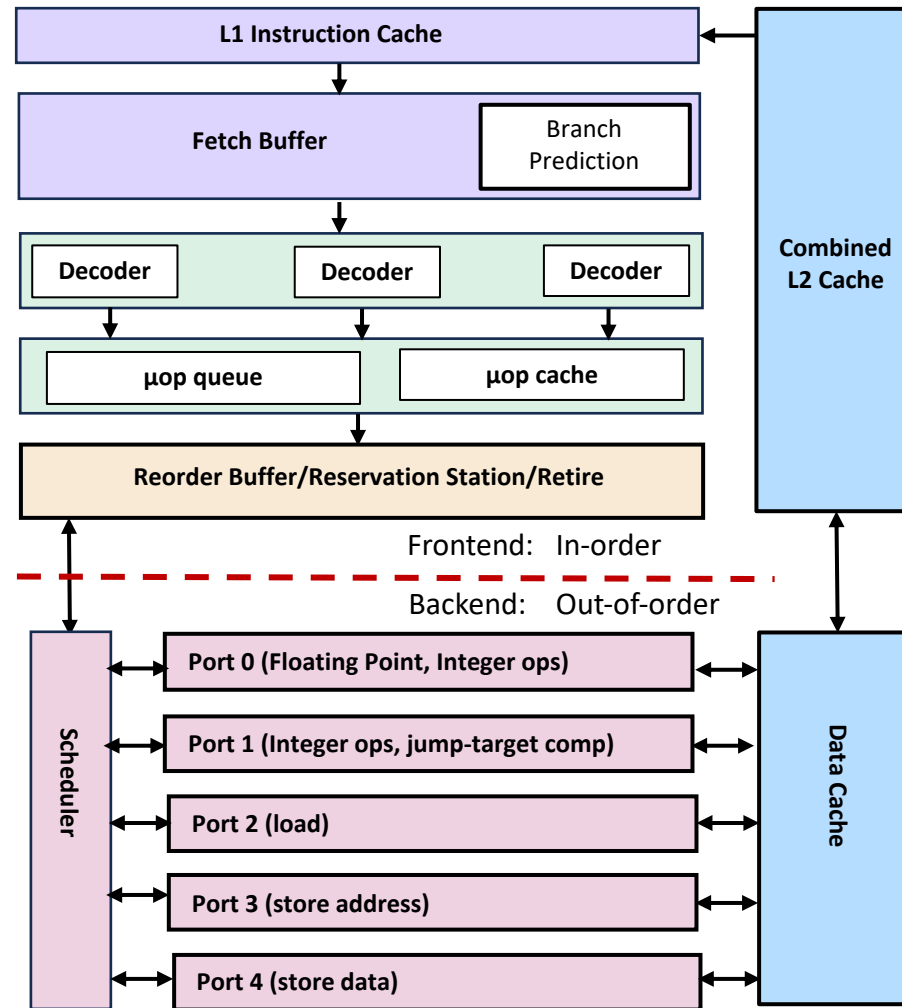 L1 Instruction Cache
Fetch Buffer
Branch
Prediction
Combined
L2 Cache
Decoder
Decoder
Decoder
μop queue
μop cache
Reorder Buffer/Reservation Station/Retire
Frontend: In-order
Backend: Out-of-order
Scheduler
Port 0 (Floating Point, Integer ops)
Port 1 (Integer ops, jump-target comp)
Port 2 (load)
Port 3 (store address)
Port 4 (store data)
Data Cache